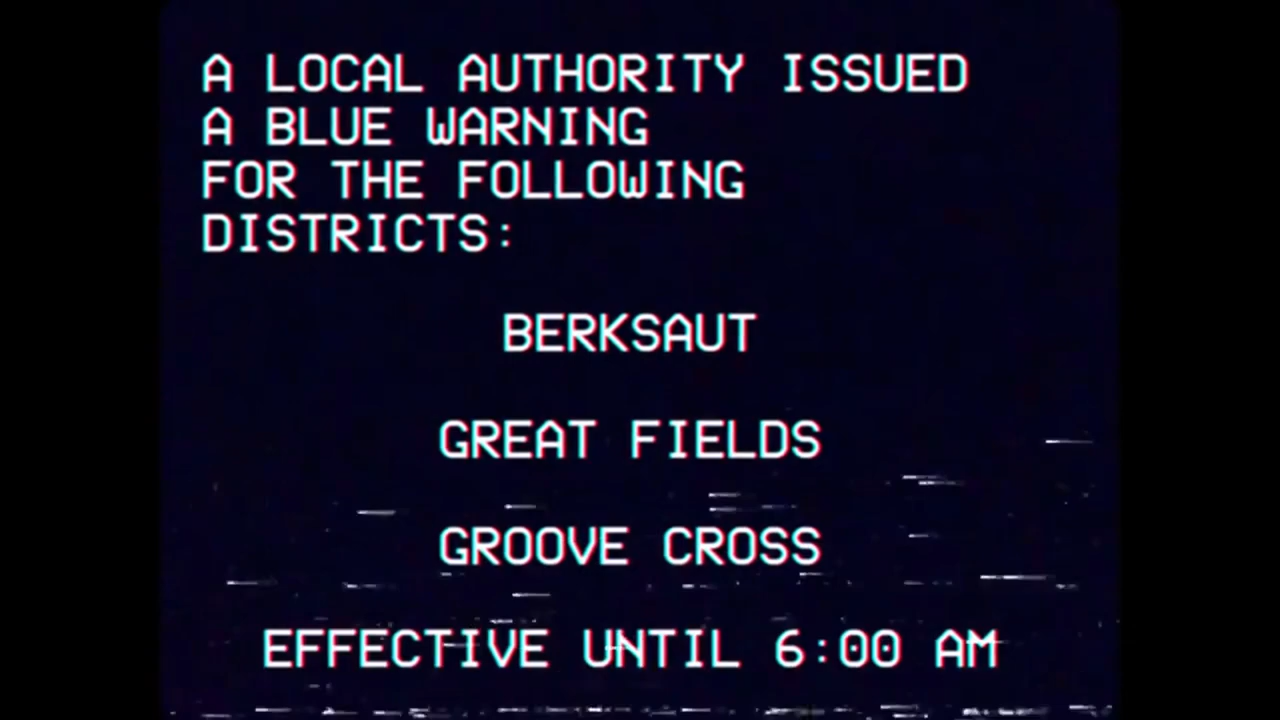 A LOCAL AUTHORITY ISSUED
A BLUE WARNING
FOR THE FOLLOWING
DISTRICTS:
BERKSAUT
GREAT FIELDS
GROOVE CROSS
EFFECTIVE UNTIL 6:00 AM